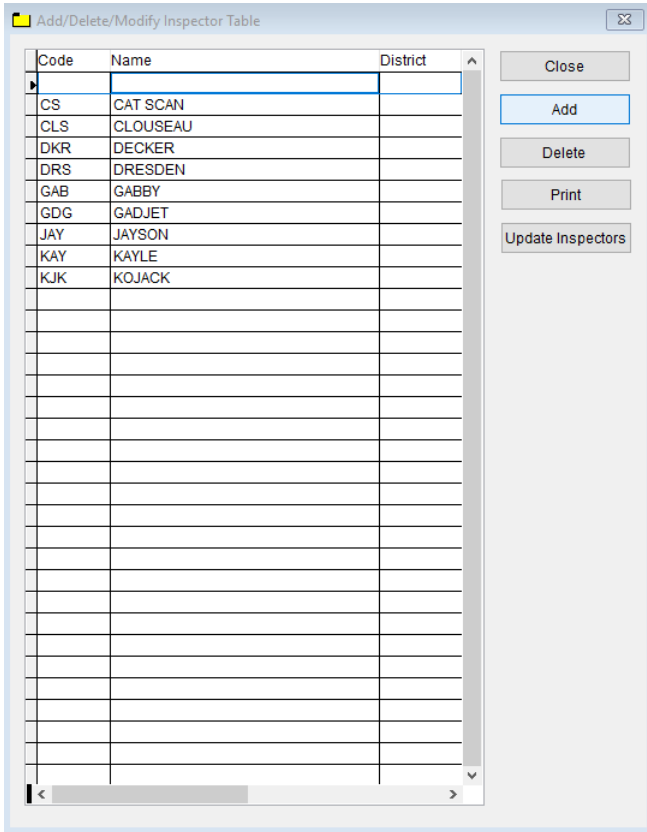 Add/Delete/Modify Inspector Table
Code Name District
Close
CS CAT SCAN
Add
CLS CLOUSEAU
DKR DECKER
Delete
DRS DRESDEN
GAB GABBY
Print
GDG GADJET
JAY JAYSON
Update Inspectors
KAY KAYLE
KJK KOJACK